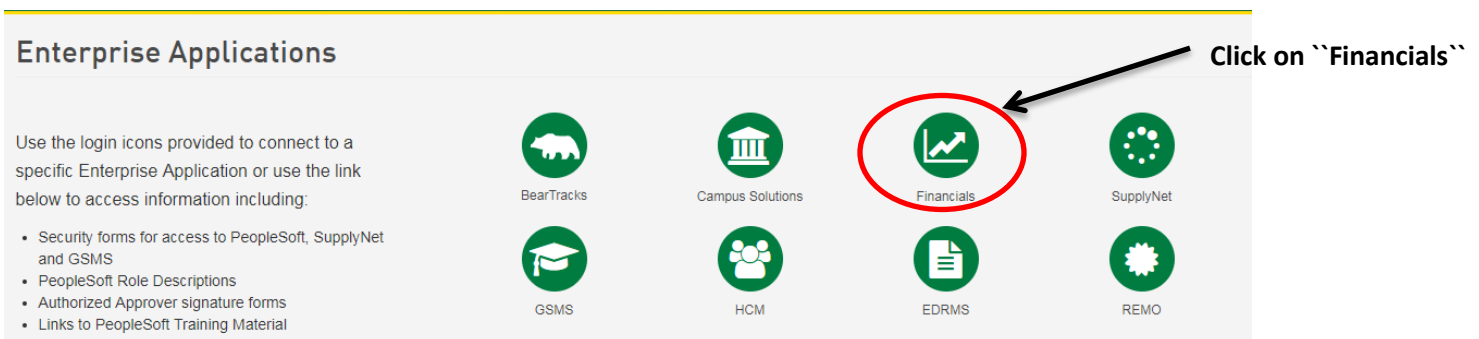 Enterprise Applications
Click on ``Financials``
Use the login icons provided to connect to a
specific Enterprise Application or use the link
below to access information including:
• Security forms for access to PeopleSoft, SupplyNet
and GSMS
• PeopleSoft Role Descriptions
• Authorized Approver signature forms
• Links to PeopleSoft Training Material
BearTracks
Campus Solutions
Financials
SupplyNet
GSMS
HCM
EDRMS
REMO